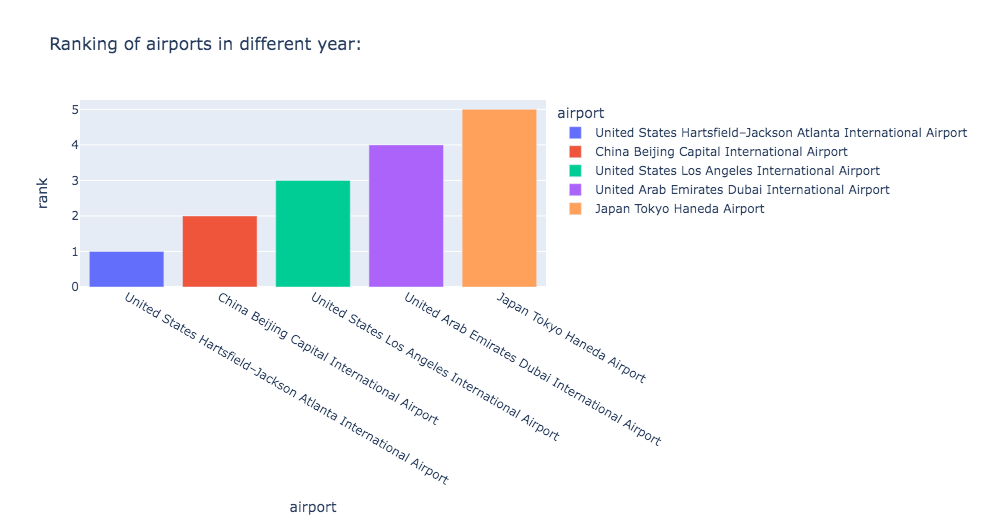 Ranking of airports in different year:
airport
United States Hartsfield–Jackson Atlanta International Airport
China Beijing Capital International Airport
United States Los Angeles International Airport
United Arab Emirates Dubai International Airport
Japan Tokyo Haneda Airport
rank
5
4
3
2
1
0
United States Hartsfield–Jackson Atlanta International Airport
China Beijing Capital International Airport
United States Los Angeles International Airport
United Arab Emirates Dubai International Airport
Japan Tokyo Haneda Airport
airport